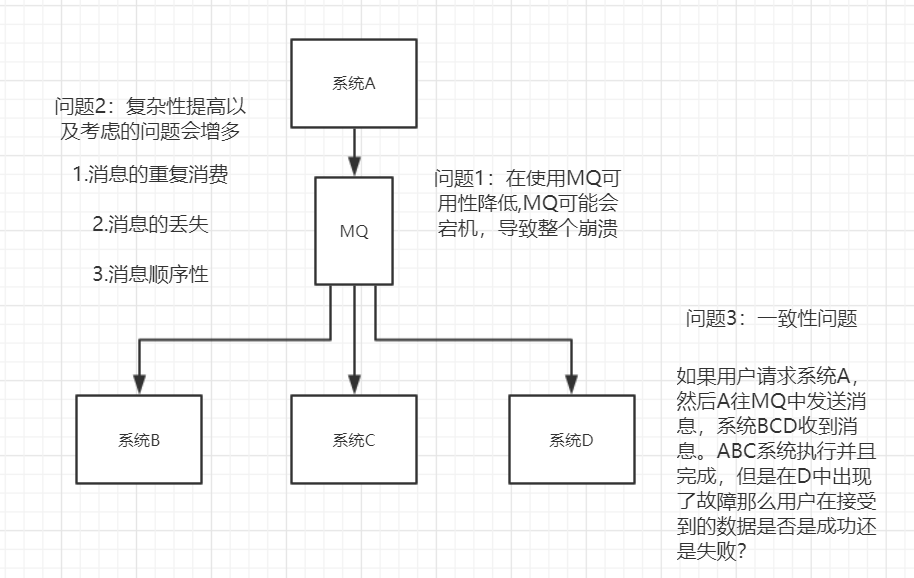 系统A
问题2：复杂性提高以
及考虑的问题会增多
1.消息的重复消费
2.消息的丢失
3.消息顺序性
MQ
问题1：在使用MQ可
用性降低,MQ可能会
宕机，导致整个崩溃
系统B
系统C
系统D
问题3：一致性问题
如果用户请求系统A，
然后A往MQ中发送消
息，系统BCD收到消
息。ABC系统执行并且
完成，但是在D中出现
了故障那么用户在接受
到的数据是否是成功还
是失败？